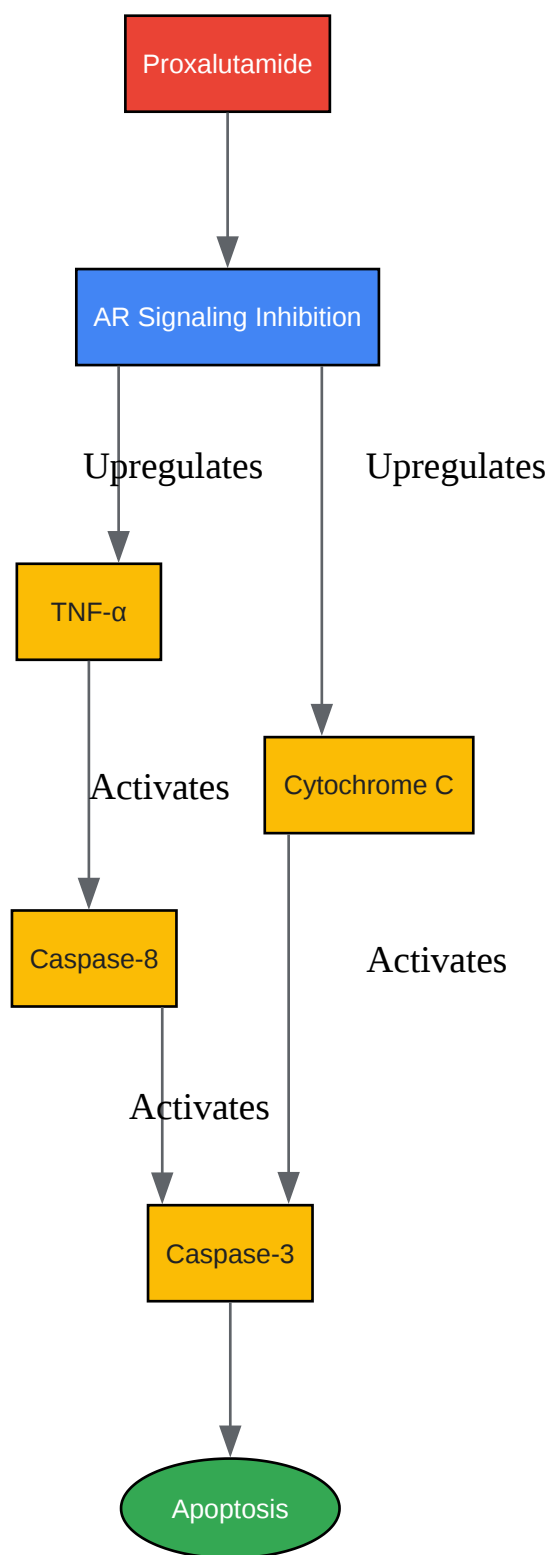 Proxalutamide
AR Signaling Inhibition
Upregulates
Upregulates
TNF-α
Activates
Cytochrome C
Caspase-8
Activates
Activates
Caspase-3
Apoptosis